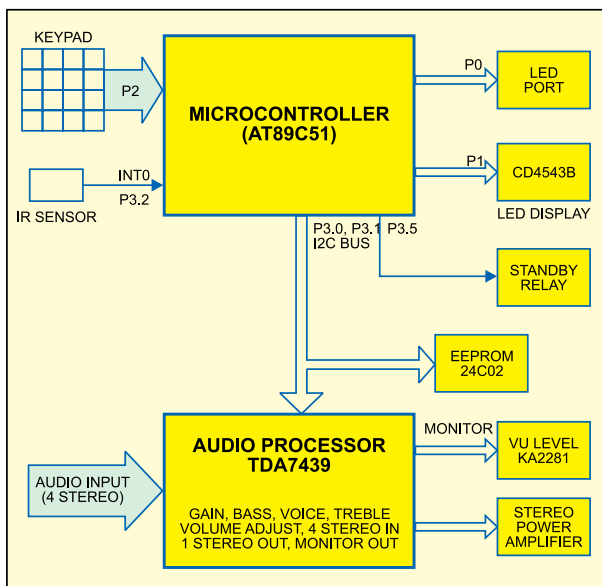 KEYPAD
P2
MICROCONTROLLER
(AT89C51)
P0
LED
PORT
P1
CD4543B
LED DISPLAY
INT0
P3.2
IR SENSOR
P3.0, P3.1
I2C BUS
P3.5
STANDBY
RELAY
EEPROM
24C02
AUDIO INPUT
(4 STEREO)
AUDIO PROCESSOR
TDA7439
GAIN, BASS, VOICE, TREBLE
VOLUME ADJUST, 4 STEREO IN
1 STEREO OUT, MONITOR OUT
MONITOR
VU LEVEL
KA2281
STEREO
POWER
AMPLIFIER